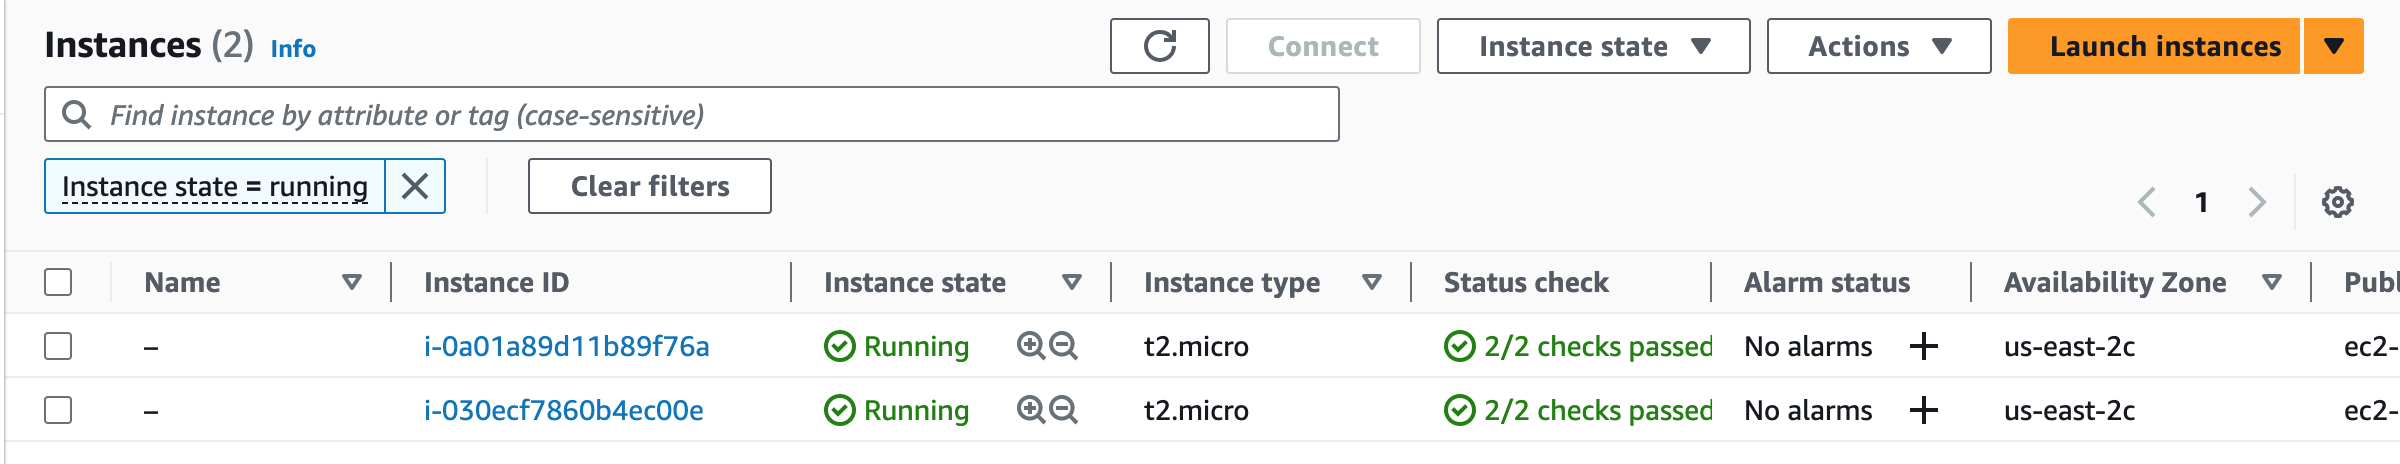 Instances (2) Info Connect Instance state Actions Launch instances
Find instance by attribute or tag (case-sensitive)
Instance state = running Clear filters
1
Name Instance ID Instance state Instance type Status check Alarm status Availability Zone Publ
– i-0a01a89d11b89f76a Running t2.micro 2/2 checks passed No alarms + us-east-2c ec2-
– i-030ecf7860b4ec00e Running t2.micro 2/2 checks passed No alarms + us-east-2c ec2-